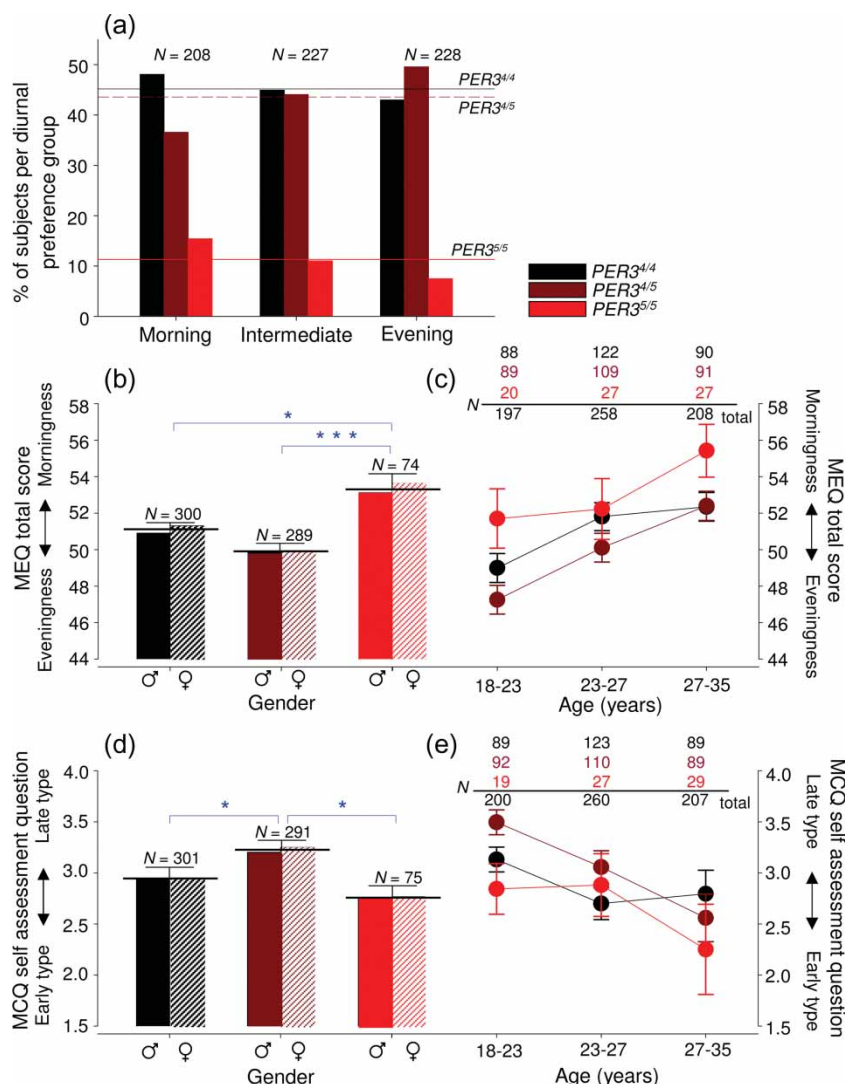 (a)
N = 208 N = 227 N = 228
PER3 4/4
PER3 4/5
PER3 5/5
50
40
30
20
10
0
% of subjects per diurnal
preference group
Morning Intermediate Evening
PER3 4/4
PER3 4/5
PER3 5/5
(b)
58
56
54
52
50
48
46
44
MEQ total score
Eveningness Morningness
*
* * *
N = 300
N = 289
N = 74
♂ ♀ ♂ ♀ ♂ ♀
Gender
(c)
88 122 90
89 109 91
20 27 27
N
197 258 208 total
58
56
54
52
50
48
46
44
Morningness
Eveningness
MEQ total score
18-23 23-27 27-35
Age (years)
(d)
4.0
3.5
3.0
2.5
2.0
1.5
MCQ self assessment question
Early type Late type
* *
N = 301
N = 291
N = 75
♂ ♀ ♂ ♀ ♂ ♀
Gender
(e)
89 123 89
92 110 89
19 27 29
N
200 260 207 total
4.0
3.5
3.0
2.5
2.0
1.5
Late type
Early type
MCQ self assessment question
18-23 23-27 27-35
Age (years)